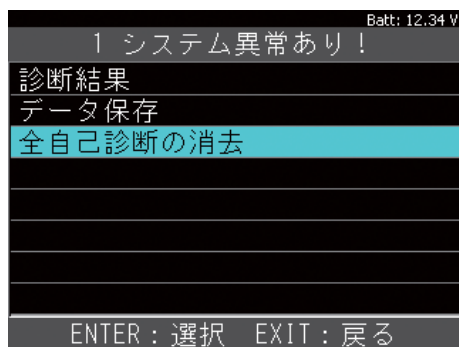 Batt: 12.34 V
1 システム異常あり！
診断結果
データ保存
全自己診断の消去
ENTER：選択　EXIT：戻る